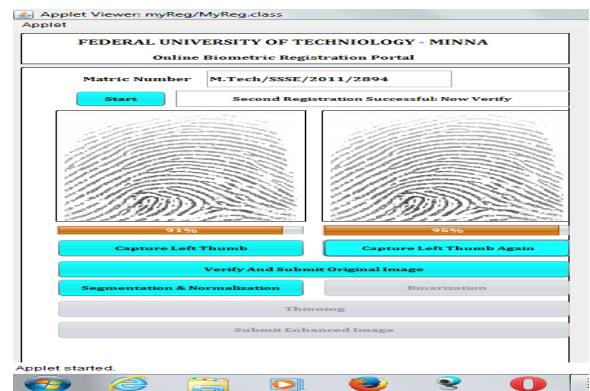 Applet Viewer: myReg/MyReg.class
Applet
FEDERAL UNIVERSITY OF TECHNIOLOGY - MINNA
Online Biometric Registration Portal
Matric Number M.Tech/SSSE/2011/2894
Start Second Registration Successful: Now Verify
91% 95%
Capture Left Thumb Capture Left Thumb Again
Verify And Submit Original Image
Segmentation & Normalization Binarization
Thinning
Submit Enhanced Image
Applet started.